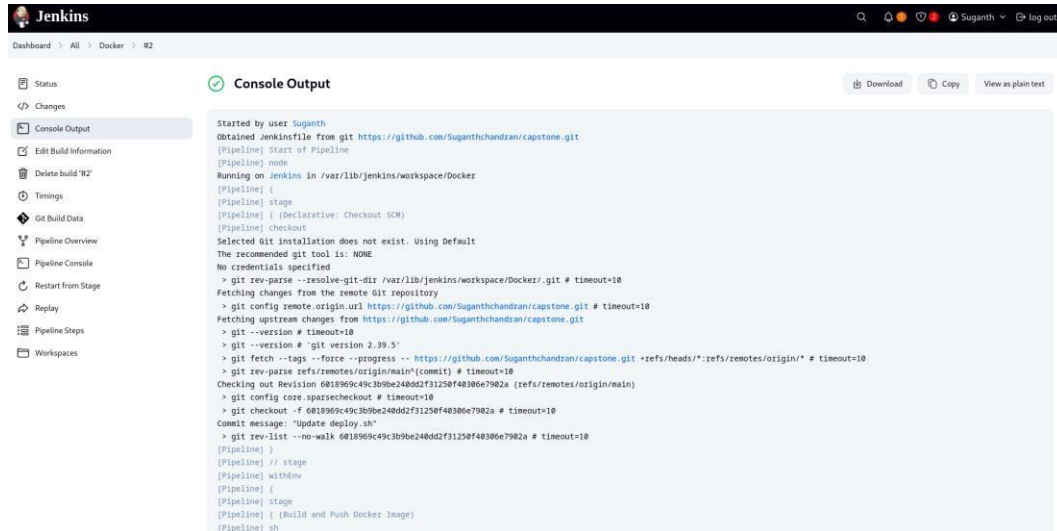 Jenkins
1
2
Suganth
log out
Dashboard > All > Docker > #2
Status
Changes
Console Output
Edit Build Information
Delete build '#2'
Timings
Git Build Data
Pipeline Overview
Pipeline Console
Restart from Stage
Replay
Pipeline Steps
Workspaces
Console Output
Download
Copy
View as plain text
Started by user Suganth
Obtained Jenkinsfile from git https://github.com/Suganthchandran/capstone.git
[Pipeline] Start of Pipeline
[Pipeline] node
Running on Jenkins in /var/lib/jenkins/workspace/Docker
[Pipeline] {
[Pipeline] stage
[Pipeline] { (Declarative: Checkout SCM)
[Pipeline] checkout
Selected Git installation does not exist. Using Default
The recommended git tool is: NONE
No credentials specified
> git rev-parse --resolve-git-dir /var/lib/jenkins/workspace/Docker/.git # timeout=10
Fetching changes from the remote Git repository
> git config remote.origin.url https://github.com/Suganthchandran/capstone.git # timeout=10
Fetching upstream changes from https://github.com/Suganthchandran/capstone.git
> git --version # timeout=10
> git --version # 'git version 2.39.5'
> git fetch --tags --force --progress -- https://github.com/Suganthchandran/capstone.git +refs/heads/*:refs/remotes/origin/* # timeout=10
> git rev-parse refs/remotes/origin/main^{commit} # timeout=10
Checking out Revision 6018969c49c3b9be240dd2f31250f40306e7902a (refs/remotes/origin/main)
> git config core.sparsecheckout # timeout=10
> git checkout -f 6018969c49c3b9be240dd2f31250f40306e7902a # timeout=10
Commit message: "Update deploy.sh"
> git rev-list --no-walk 6018969c49c3b9be240dd2f31250f40306e7902a # timeout=10
[Pipeline] }
[Pipeline] // stage
[Pipeline] withEnv
[Pipeline] {
[Pipeline] stage
[Pipeline] { (Build and Push Docker Image)
[Pipeline] sh